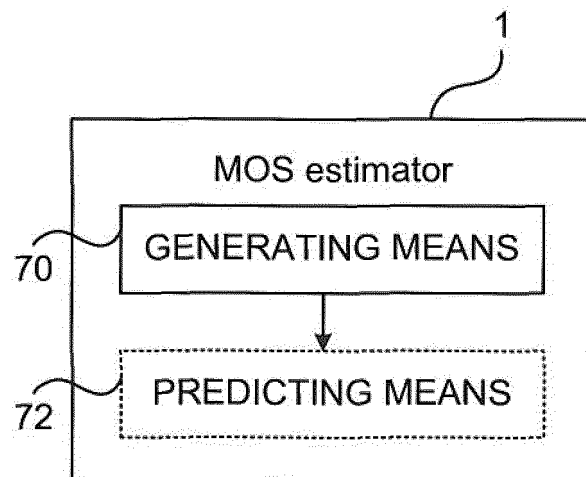 1
MOS estimator
GENERATING MEANS
70
PREDICTING MEANS
72